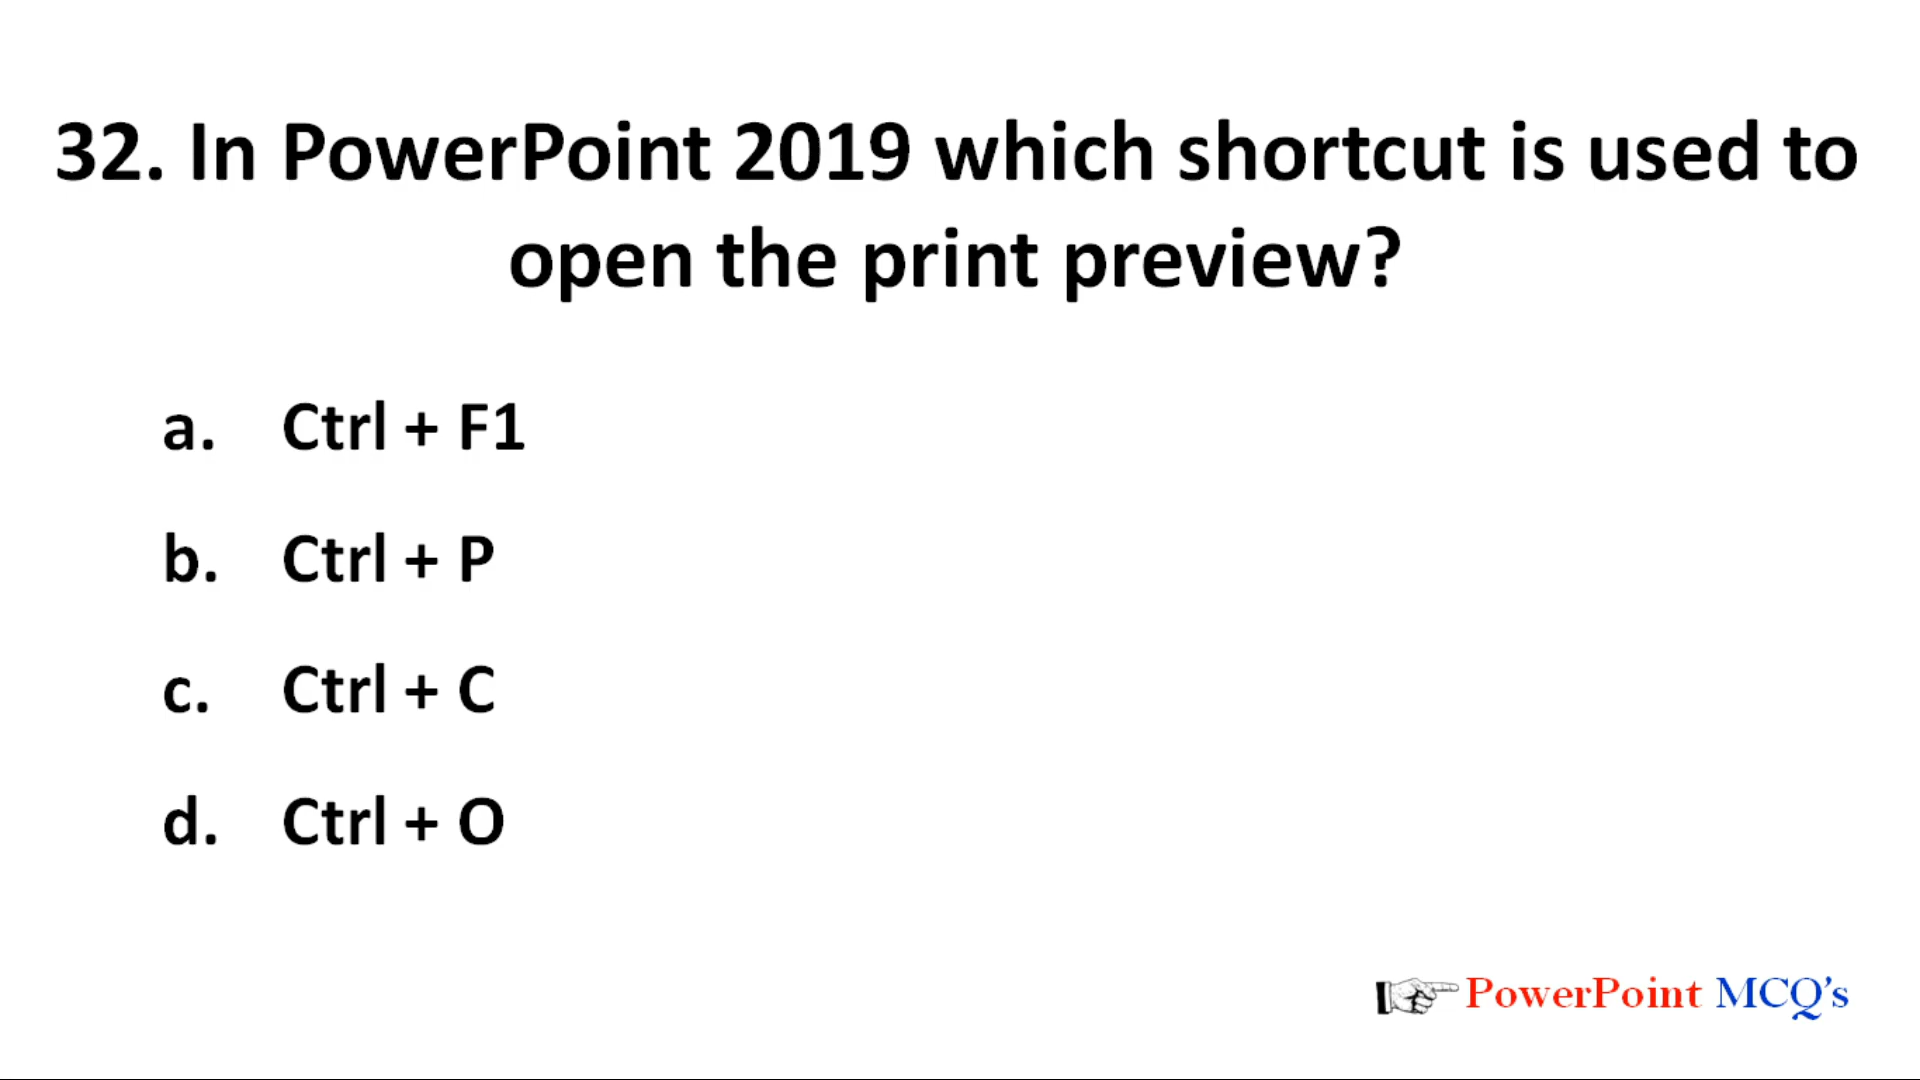 32. In PowerPoint 2019 which shortcut is used to
open the print preview?
a. Ctrl + F1
b. Ctrl + P
c. Ctrl + C
d. Ctrl + O
PowerPoint MCQ's